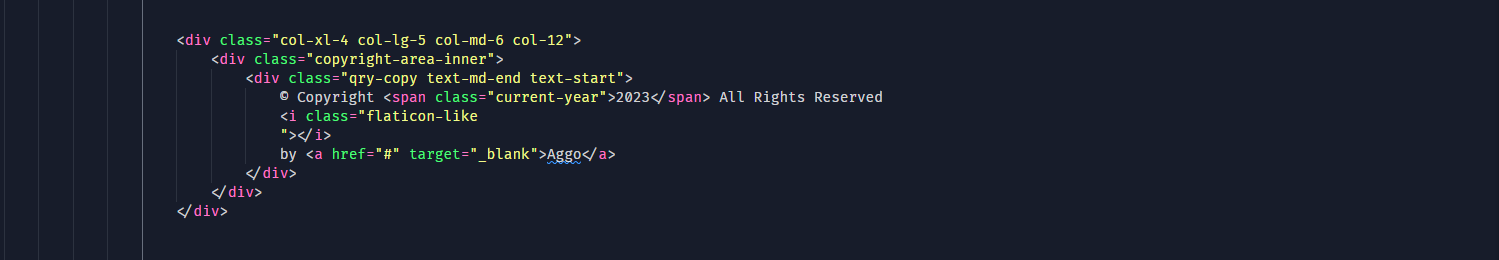 <div class="col-xl-4 col-lg-5 col-md-6 col-12">
<div class="copyright-area-inner">
<div class="qry-copy text-md-end text-start">
© Copyright <span class="current-year">2023</span> All Rights Reserved
<i class="flaticon-like
"></i>
by <a href="#" target="_blank">Aggo</a>
</div>
</div>
</div>